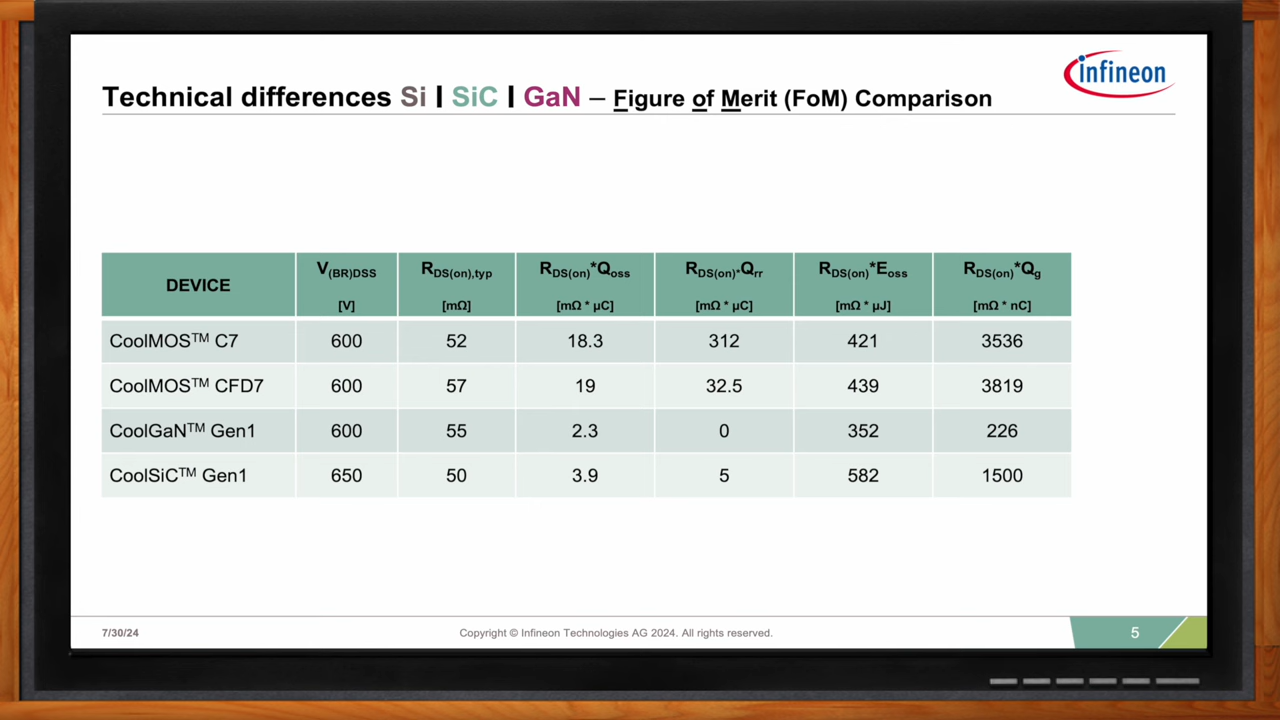 infineon
Technical differences Si | SiC | GaN – Figure of Merit (FoM) Comparison
DEVICE V(BR)DSS [V] RDS(on),typ [mΩ] RDS(on)*Qoss [mΩ * µC] RDS(on)*Qrr [mΩ * µC] RDS(on)*Eoss [mΩ * µJ] RDS(on)*Qg [mΩ * nC]
CoolMOS™ C7 600 52 18.3 312 421 3536
CoolMOS™ CFD7 600 57 19 32.5 439 3819
CoolGaN™ Gen1 600 55 2.3 0 352 226
CoolSiC™ Gen1 650 50 3.9 5 582 1500
7/30/24 Copyright © Infineon Technologies AG 2024. All rights reserved. 5